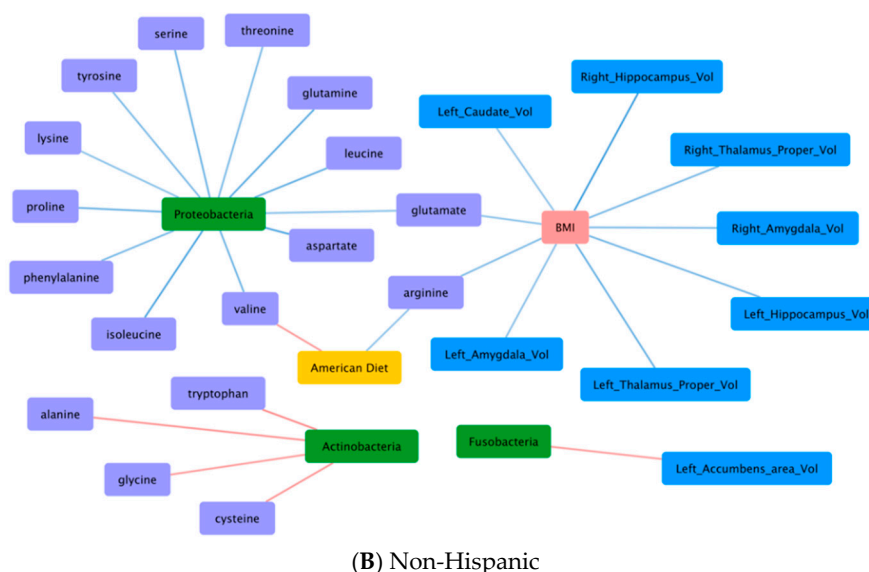 serine
threonine
tyrosine
glutamine
Right_Hippocampus_Vol
Left_Caudate_Vol
lysine
leucine
Right_Thalamus_Proper_Vol
proline
Proteobacteria
glutamate
BMI
Right_Amygdala_Vol
aspartate
phenylalanine
arginine
valine
Left_Hippocampus_Vol
isoleucine
American Diet
Left_Amygdala_Vol
Left_Thalamus_Proper_Vol
tryptophan
alanine
Actinobacteria
Fusobacteria
Left_Accumbens_area_Vol
glycine
cysteine
(B) Non-Hispanic